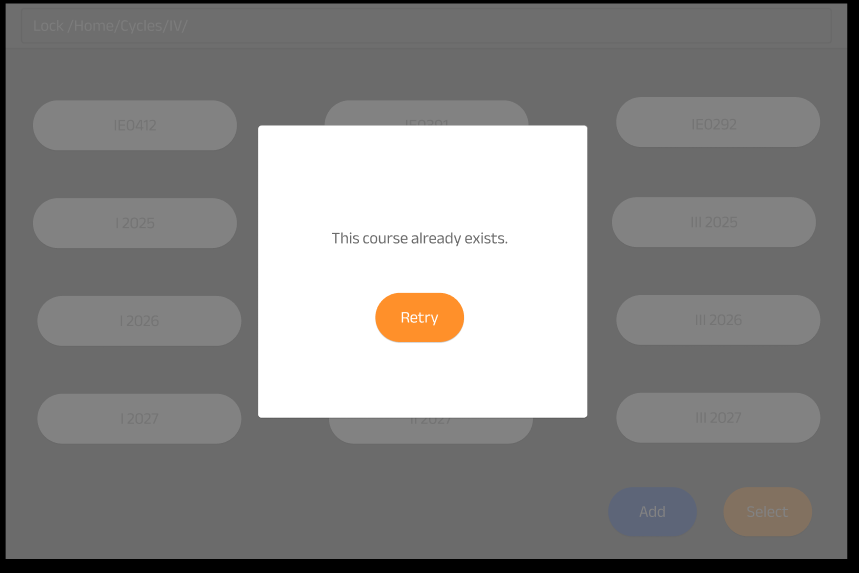 Lock /Home/Cycles/IV/
IE0412
IE0292
I 2025
III 2025
This course already exists.
I 2026
III 2026
Retry
I 2027
II 2027
III 2027
Add
Select